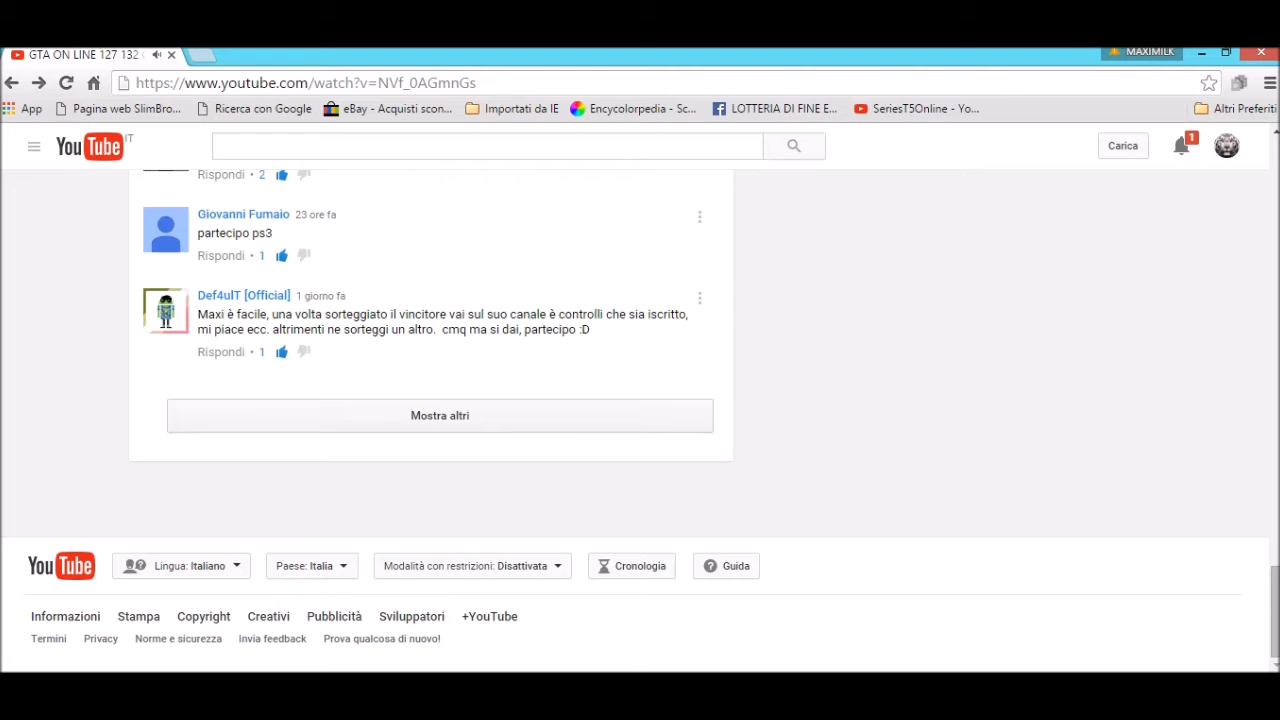 GTA ON LINE 127 132
MAXIMILK
https://www.youtube.com/watch?v=NVf_0AGmnGs
App Pagina web SlimBro... Ricerca con Google eBay - Acquisti scon... Importati da IE Encycolorpedia - Sc... LOTTERIA DI FINE E... SeriesT5Online - Yo... Altri Preferiti
YouTube IT Carica 1
Rispondi • 2
Giovanni Fumaio 23 ore fa
partecipo ps3
Rispondi • 1
Def4ulT [Official] 1 giorno fa
Maxi è facile, una volta sorteggiato il vincitore vai sul suo canale è controlli che sia iscritto,
mi piace ecc. altrimenti ne sorteggi un altro. cmq ma si dai, partecipo :D
Rispondi • 1
Mostra altri
YouTube Lingua: Italiano Paese: Italia Modalità con restrizioni: Disattivata Cronologia Guida
Informazioni Stampa Copyright Creativi Pubblicità Sviluppatori +YouTube
Termini Privacy Norme e sicurezza Invia feedback Prova qualcosa di nuovo!